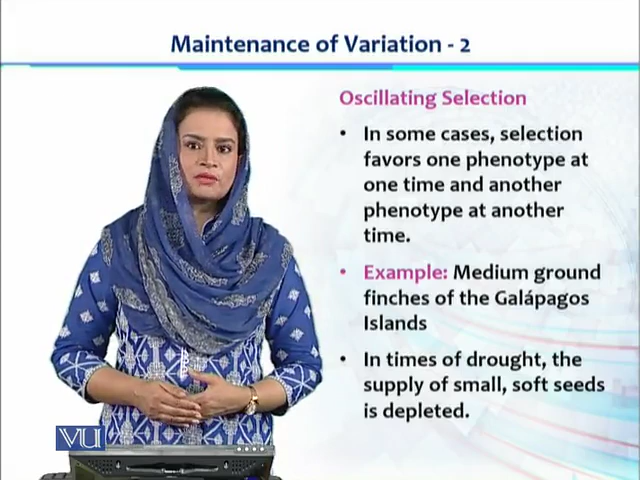 Maintenance of Variation - 2
Oscillating Selection
• In some cases, selection
favors one phenotype at
one time and another
phenotype at another
time.
• Example: Medium ground
finches of the Galápagos
Islands
• In times of drought, the
supply of small, soft seeds
is depleted.
VU